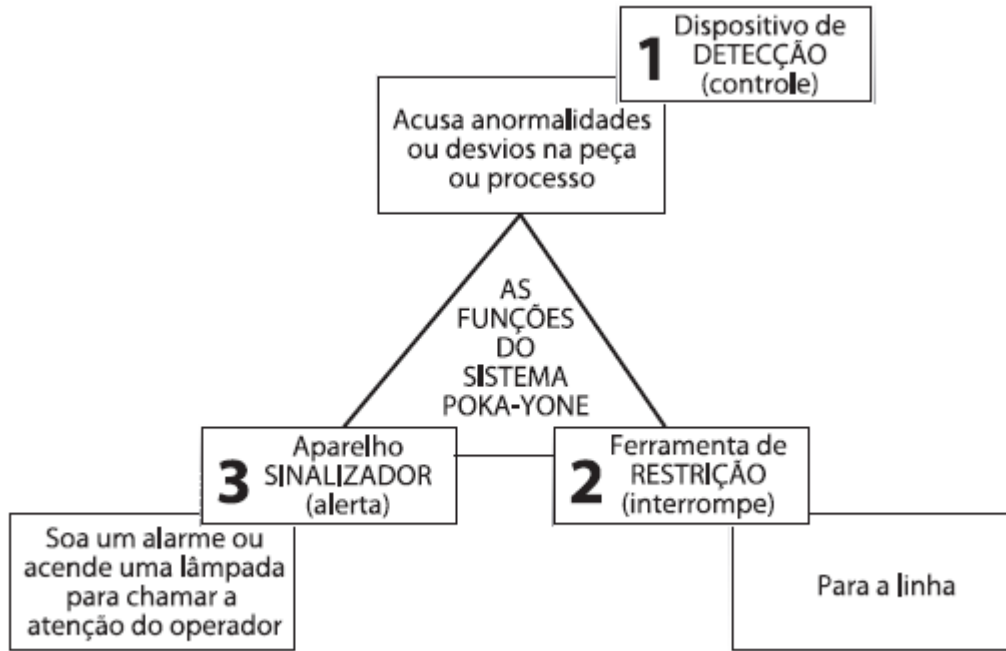 1
Dispositivo de
DETECÇÃO
(controle)
Acusa anormalidades
ou desvios na peça
ou processo
AS
FUNÇÕES
DO
SISTEMA
POKA-YONE
3
Aparelho
SINALIZADOR
(alerta)
Soa um alarme ou
acende uma lâmpada
para chamar a
atenção do operador
2
Ferramenta de
RESTRIÇÃO
(interrompe)
Para a linha